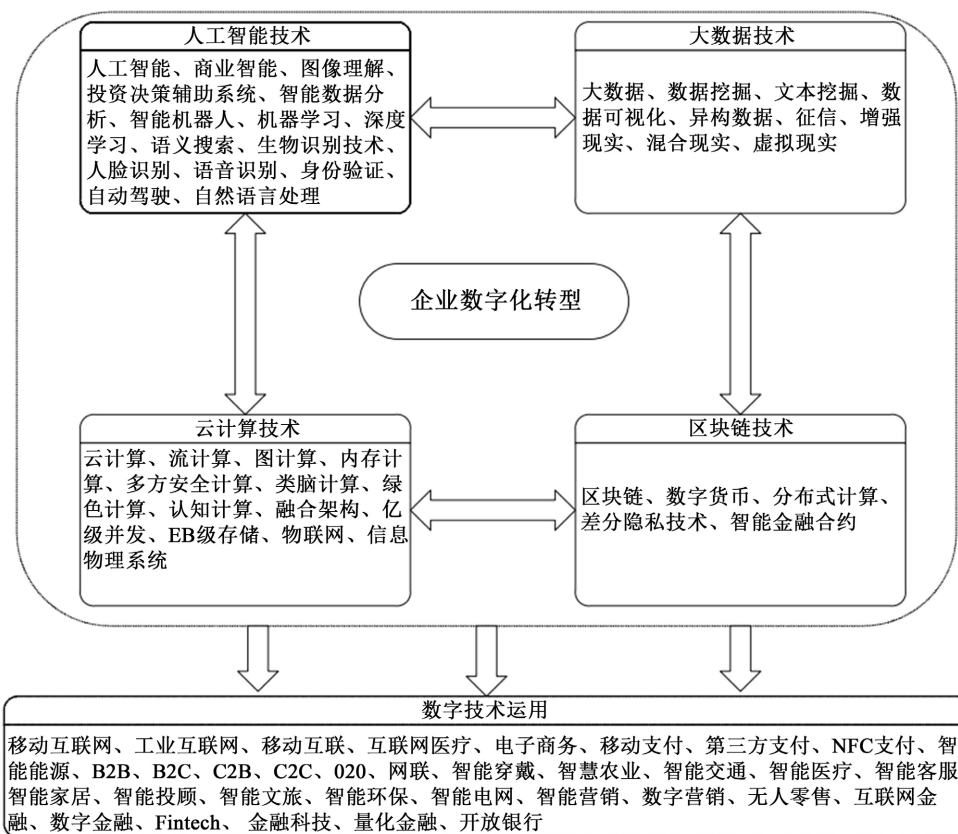 人工智能技术
人工智能、商业智能、图像理解、
投资决策辅助系统、智能数据分
析、智能机器人、机器学习、深度
学习、语义搜索、生物识别技术、
人脸识别、语音识别、身份验证、
自动驾驶、自然语言处理
大数据技术
大数据、数据挖掘、文本挖掘、数
据可视化、异构数据、征信、增强
现实、混合现实、虚拟现实
企业数字化转型
云计算技术
云计算、流计算、图计算、内存计
算、多方安全计算、类脑计算、绿
色计算、认知计算、融合架构、亿
级并发、EB级存储、物联网、信息
物理系统
区块链技术
区块链、数字货币、分布式计算、
差分隐私技术、智能金融合约
数字技术运用
移动互联网、工业互联网、移动互联、互联网医疗、电子商务、移动支付、第三方支付、NFC支付、智
能能源、B2B、B2C、C2B、C2C、020、网联、智能穿戴、智慧农业、智能交通、智能医疗、智能客服
智能家居、智能投顾、智能文旅、智能环保、智能电网、智能营销、数字营销、无人零售、互联网金
融、数字金融、Fintech、 金融科技、量化金融、开放银行